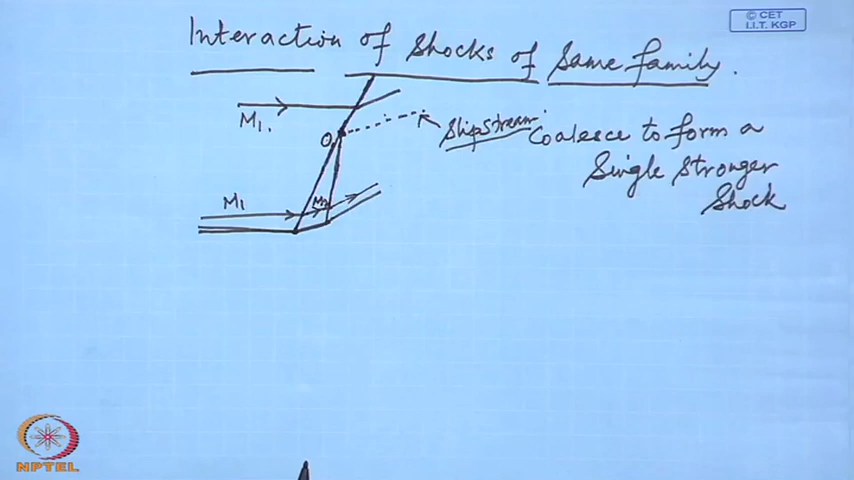 © CET
I.I.T. KGP
Interaction of Shocks of Same family.
M1.
O
Slipstream.
Coalesce to form a
Single stronger
Shock
M1
M2
NPTEL